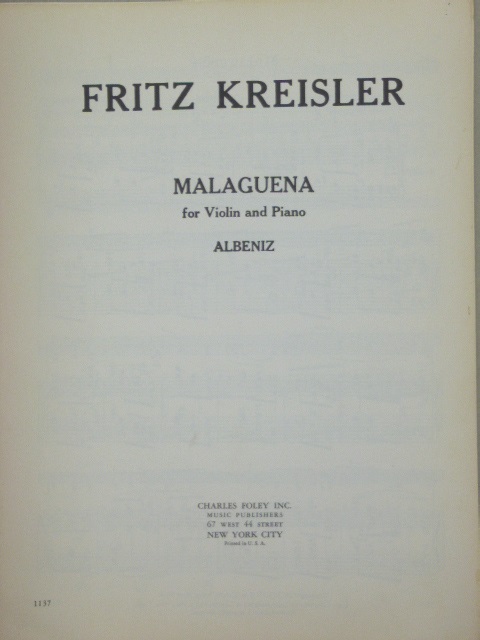 FRITZ KREISLER
MALAGUENA
for Violin and Piano
ALBENIZ
CHARLES FOLEY INC.
MUSIC PUBLISHERS
67 WEST 44 STREET
NEW YORK CITY
Printed in U. S. A.
1137